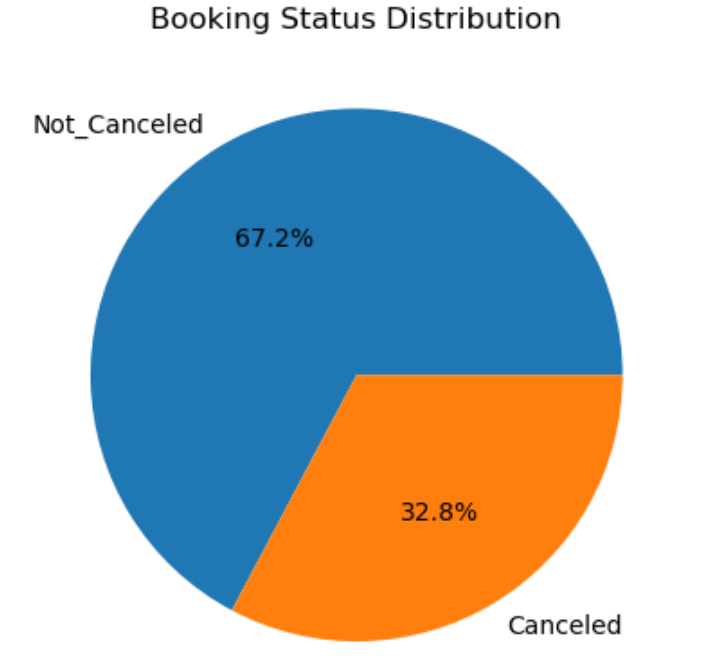 Booking Status Distribution
Not_Canceled
67.2%
32.8%
Canceled